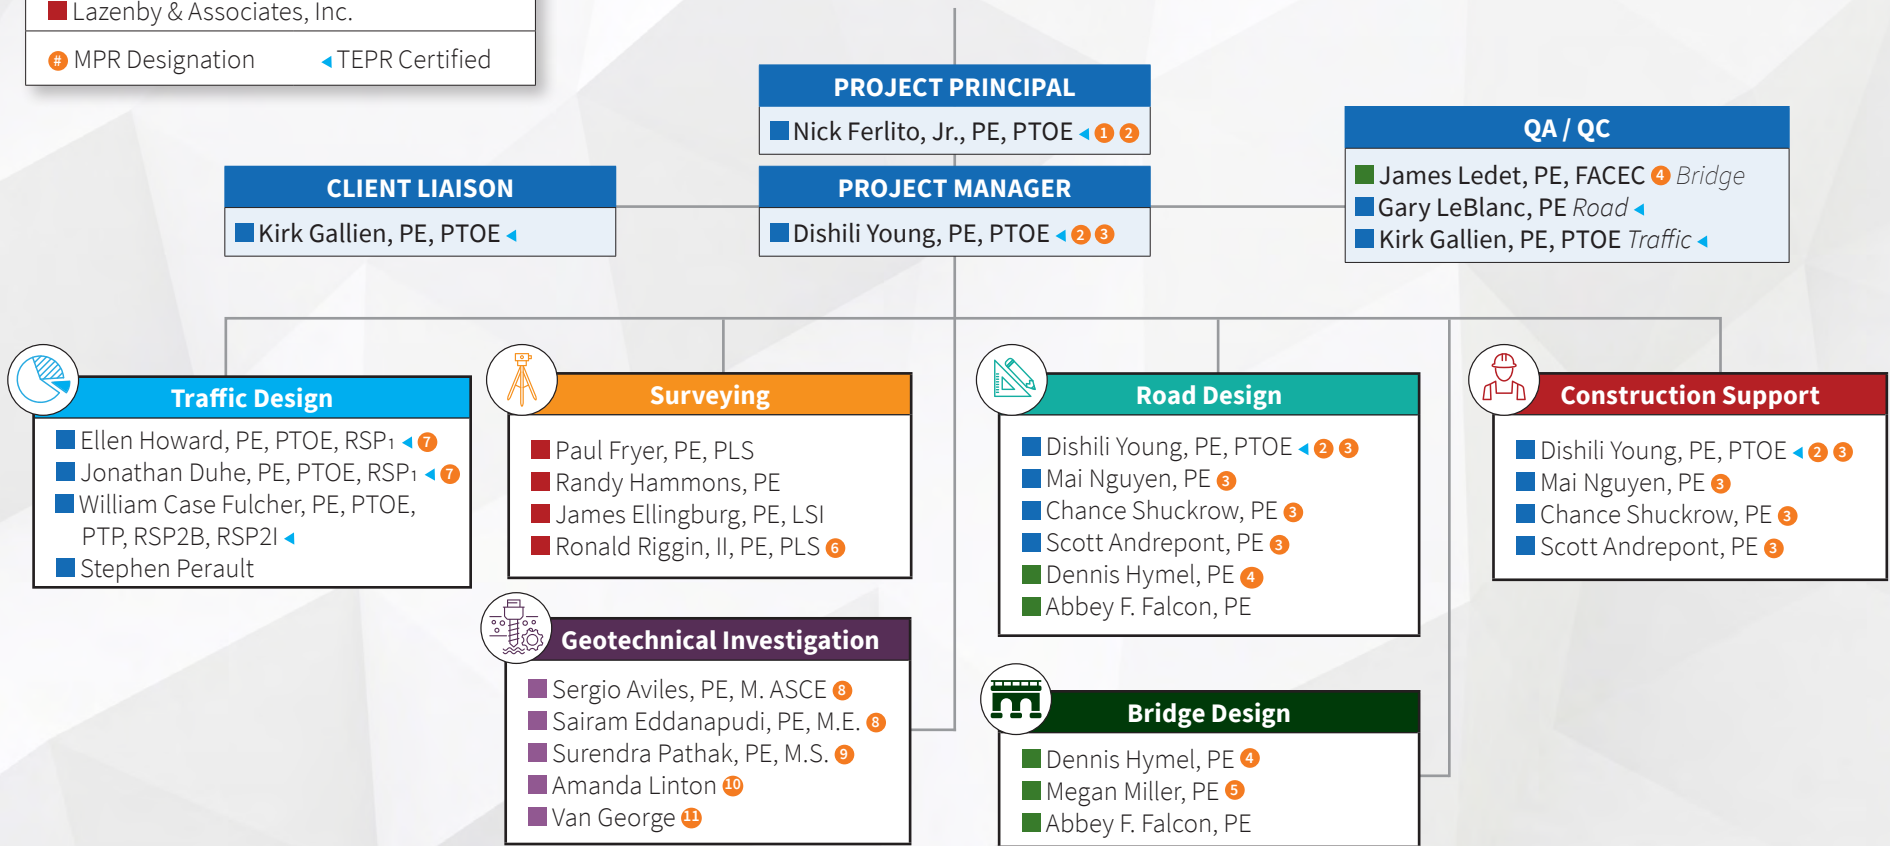 Lazenby & Associates, Inc.
# MPR Designation
TEPR Certified
PROJECT PRINCIPAL
Nick Ferlito, Jr., PE, PTOE 1 2
CLIENT LIAISON
Kirk Gallien, PE, PTOE
PROJECT MANAGER
Dishili Young, PE, PTOE 2 3
QA / QC
James Ledet, PE, FACEC 4 Bridge
Gary LeBlanc, PE Road
Kirk Gallien, PE, PTOE Traffic
Traffic Design
Ellen Howard, PE, PTOE, RSP1 7
Jonathan Duhe, PE, PTOE, RSP1 7
William Case Fulcher, PE, PTOE,
PTP, RSP2B, RSP2I
Stephen Perault
Surveying
Paul Fryer, PE, PLS
Randy Hammons, PE
James Ellingburg, PE, LSI
Ronald Riggin, II, PE, PLS 6
Geotechnical Investigation
Sergio Aviles, PE, M. ASCE 8
Sairam Eddanapudi, PE, M.E. 8
Surendra Pathak, PE, M.S. 9
Amanda Linton 10
Van George 11
Road Design
Dishili Young, PE, PTOE 2 3
Mai Nguyen, PE 3
Chance Shuckrow, PE 3
Scott Andrepont, PE 3
Dennis Hymel, PE 4
Abbey F. Falcon, PE
Bridge Design
Dennis Hymel, PE 4
Megan Miller, PE 5
Abbey F. Falcon, PE
Construction Support
Dishili Young, PE, PTOE 2 3
Mai Nguyen, PE 3
Chance Shuckrow, PE 3
Scott Andrepont, PE 3